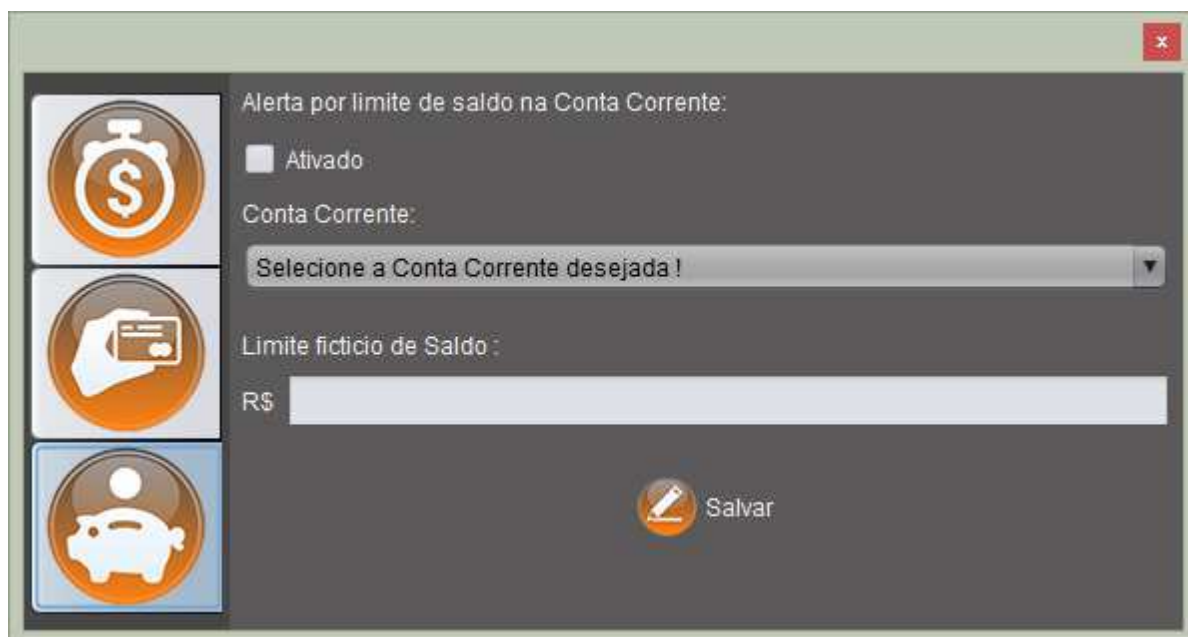 x
Alerta por limite de saldo na Conta Corrente:
Ativado
Conta Corrente:
Selecione a Conta Corrente desejada !
Limite ficticio de Saldo :
R$
$
Salvar